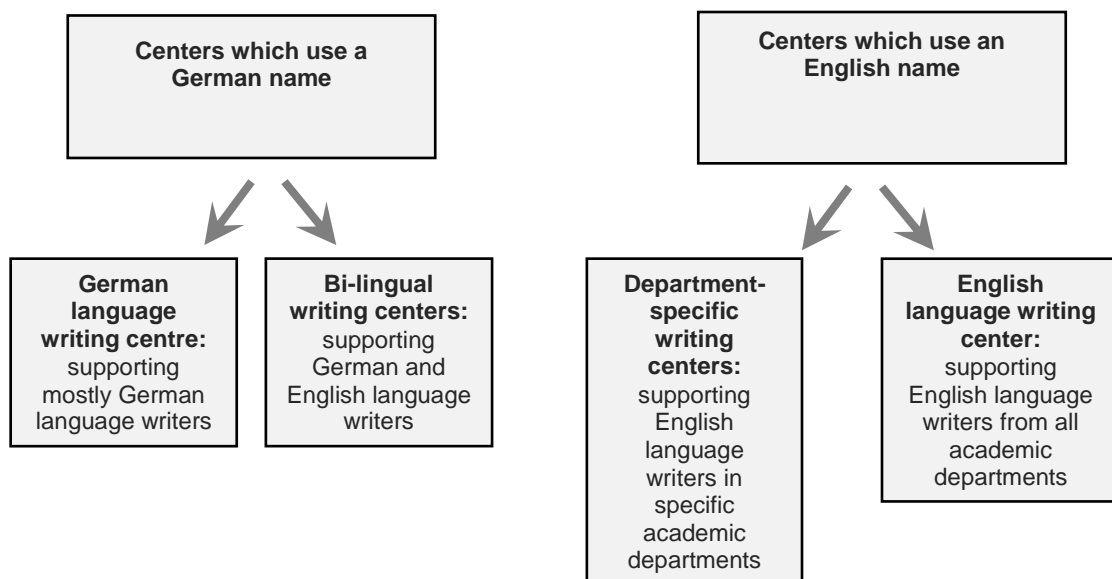 Centers which use a
German name
Centers which use an
English name
German
language
writing centre:
supporting
mostly German
language writers
Bi-lingual
writing centers:
supporting
German and
English language
writers
Department-
specific
writing
centers:
supporting
English
language
writers in
specific
academic
departments
English
language writing
center:
supporting
English language
writers from all
academic
departments